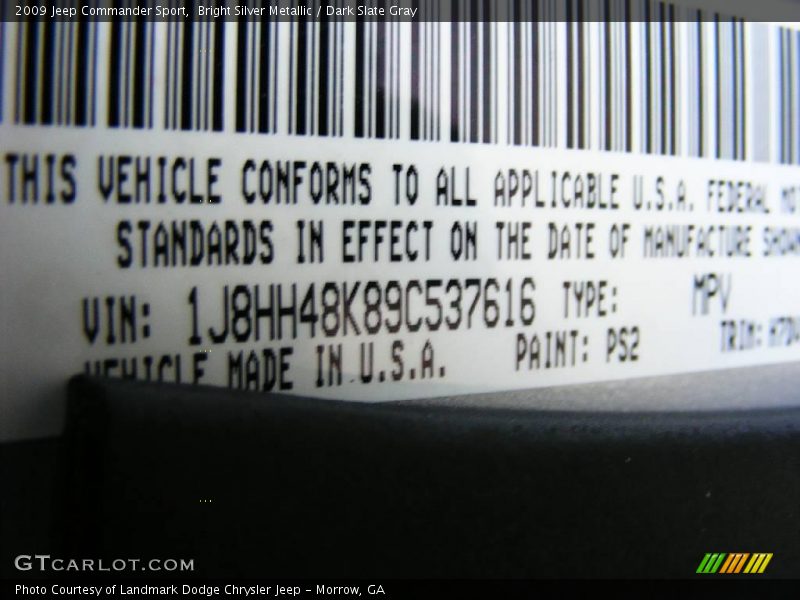 2009 Jeep Commander Sport, Bright Silver Metallic / Dark Slate Gray
THIS VEHICLE CONFORMS TO ALL APPLICABLE U.S.A. FEDERAL
STANDARDS IN EFFECT ON THE DATE OF MANUFACTURE
VIN: 1J8HH48K89C537616 TYPE: MPV
VEHICLE MADE IN U.S.A. PAINT: PS2 TRIM:
GTCARLOT.COM
Photo Courtesy of Landmark Dodge Chrysler Jeep - Morrow, GA